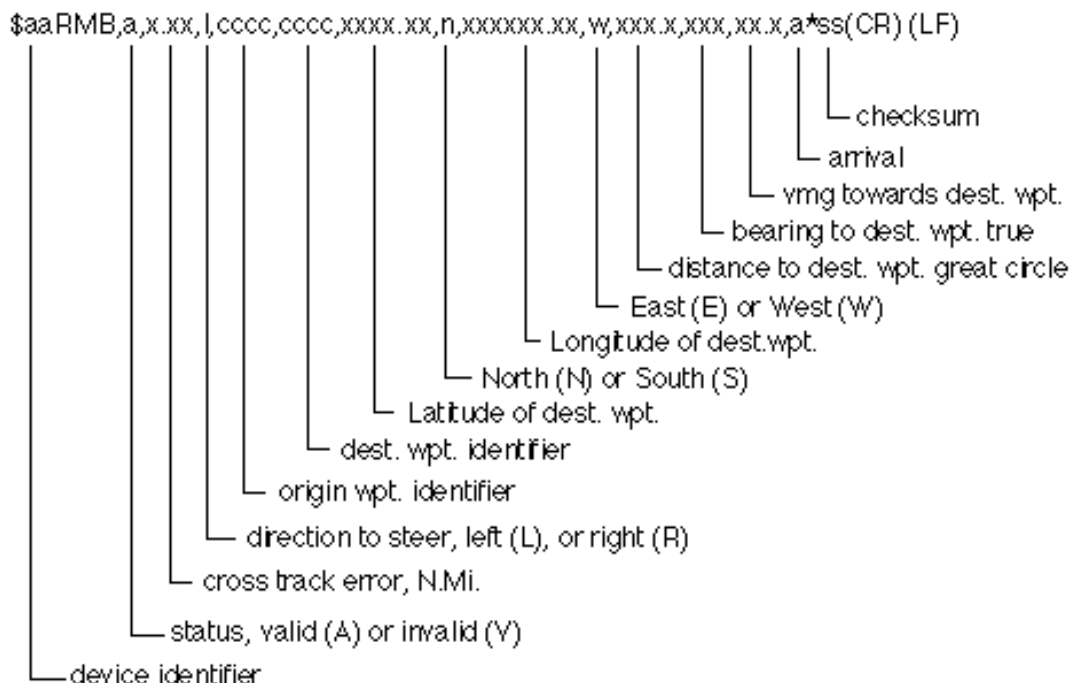 $aaRMB,a,x.xx,l,cccc,cccc,xxxx.xx,n,xxxxxx.xx,w,xxx.x,xxx,xx.x,a*ss(CR) (LF)
checksum
arrival
vmg towards dest. wpt.
bearing to dest. wpt. true
distance to dest. wpt. great circle
East (E) or West (W)
Longitude of dest.wpt.
North (N) or South (S)
Latitude of dest. wpt.
dest. wpt. identifier
origin wpt. identifier
direction to steer, left (L), or right (R)
cross track error, N.Mi.
status, valid (A) or invalid (V)
device identifier